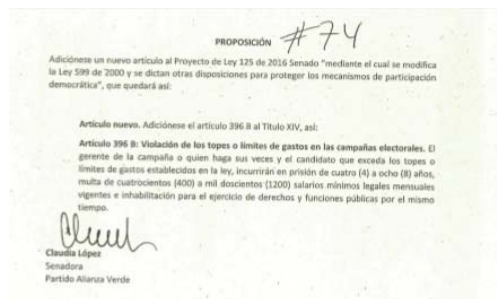 PROPOSICIÓN #74
Adiciónese un nuevo artículo al Proyecto de Ley 125 de 2016 Senado "mediante el cual se modifica
la Ley 599 de 2000 y se dictan otras disposiciones para proteger los mecanismos de participación
democrática", que quedará así:
Artículo nuevo. Adiciónese el artículo 396 B al Título XIV, así:
Artículo 396 B: Violación de los topes o límites de gastos en las campañas electorales. El
gerente de la campaña o quien haga sus veces y el candidato que exceda los topes o
límites de gastos establecidos en la ley, incurrirán en prisión de cuatro (4) a ocho (8) años,
multa de cuatrocientos (400) a mil doscientos (1200) salarios mínimos legales mensuales
vigentes e inhabilitación para el ejercicio de derechos y funciones públicas por el mismo
tiempo.
Claudia López
Senadora
Partido Alianza Verde